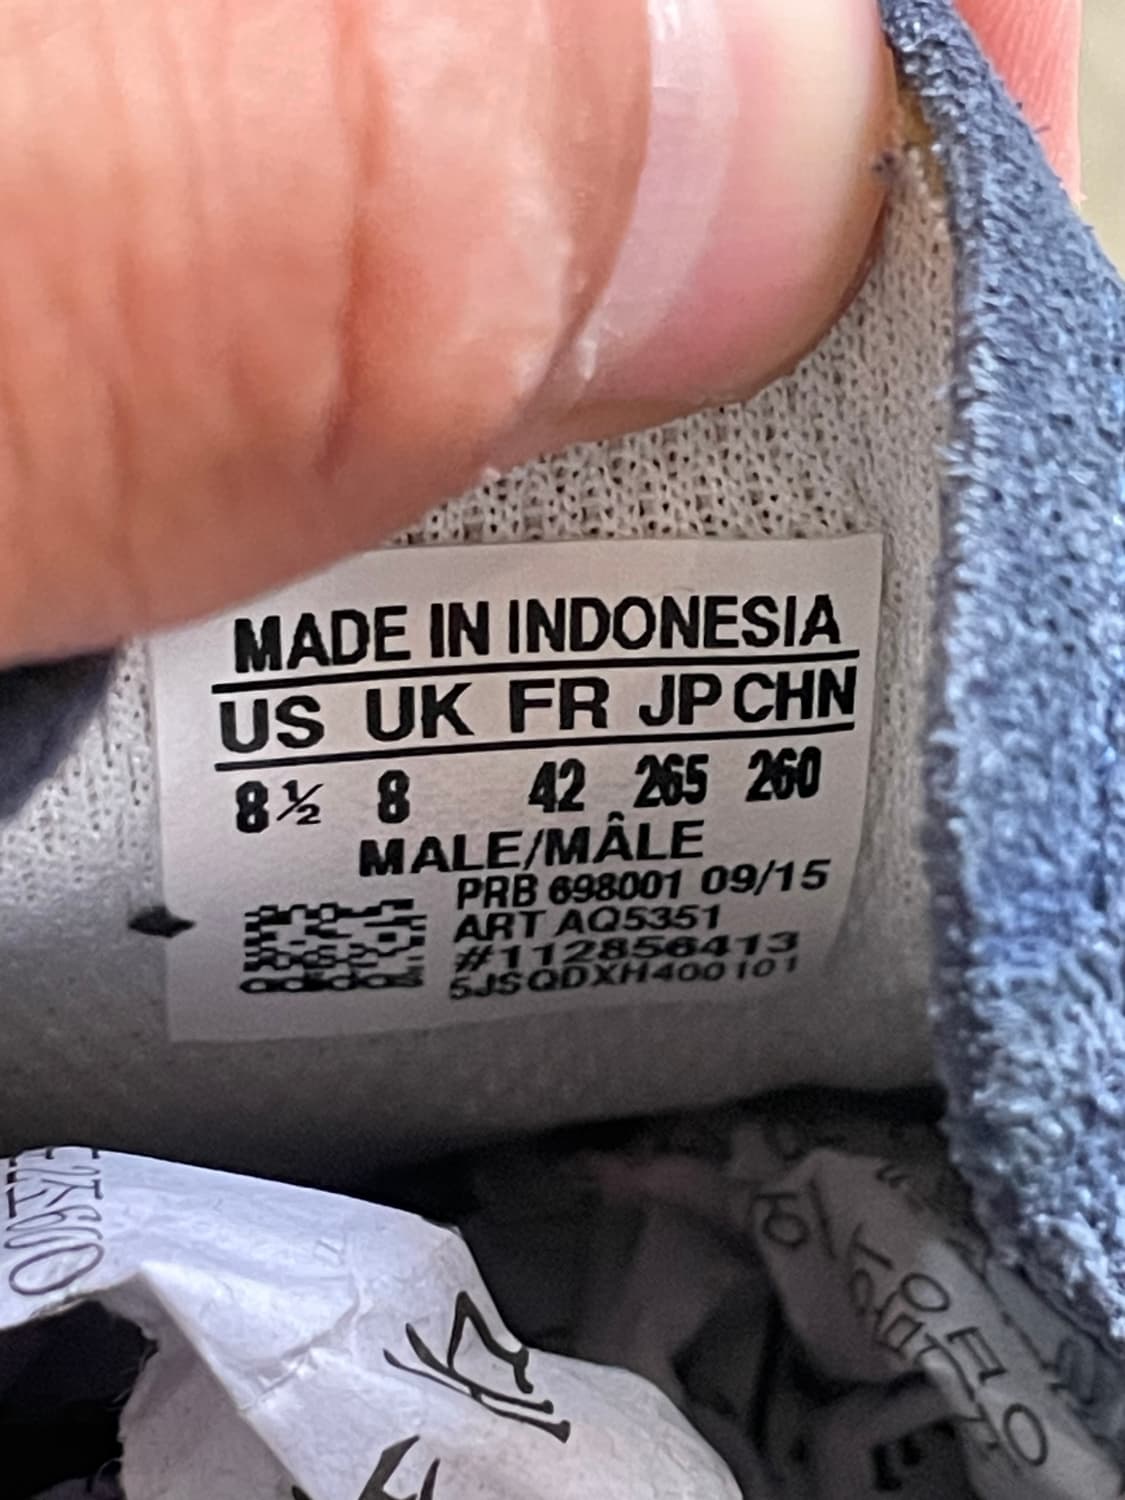 MADE IN INDONESIA
US UK FR JP CHN
8½ 8 42 265 260
MALE/MÂLE
PRB 698001 09/15
ART AQ5351
#112856413
5JSQDXH400101
adidas